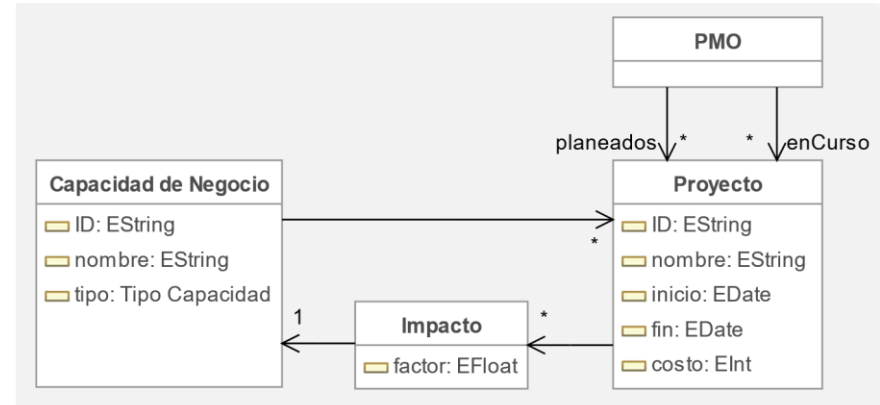 PMO
planeados
*
*
enCurso
Capacidad de Negocio
ID: EString
nombre: EString
tipo: Tipo Capacidad
*
Proyecto
ID: EString
nombre: EString
inicio: EDate
fin: EDate
costo: EInt
1
Impacto
factor: EFloat
*